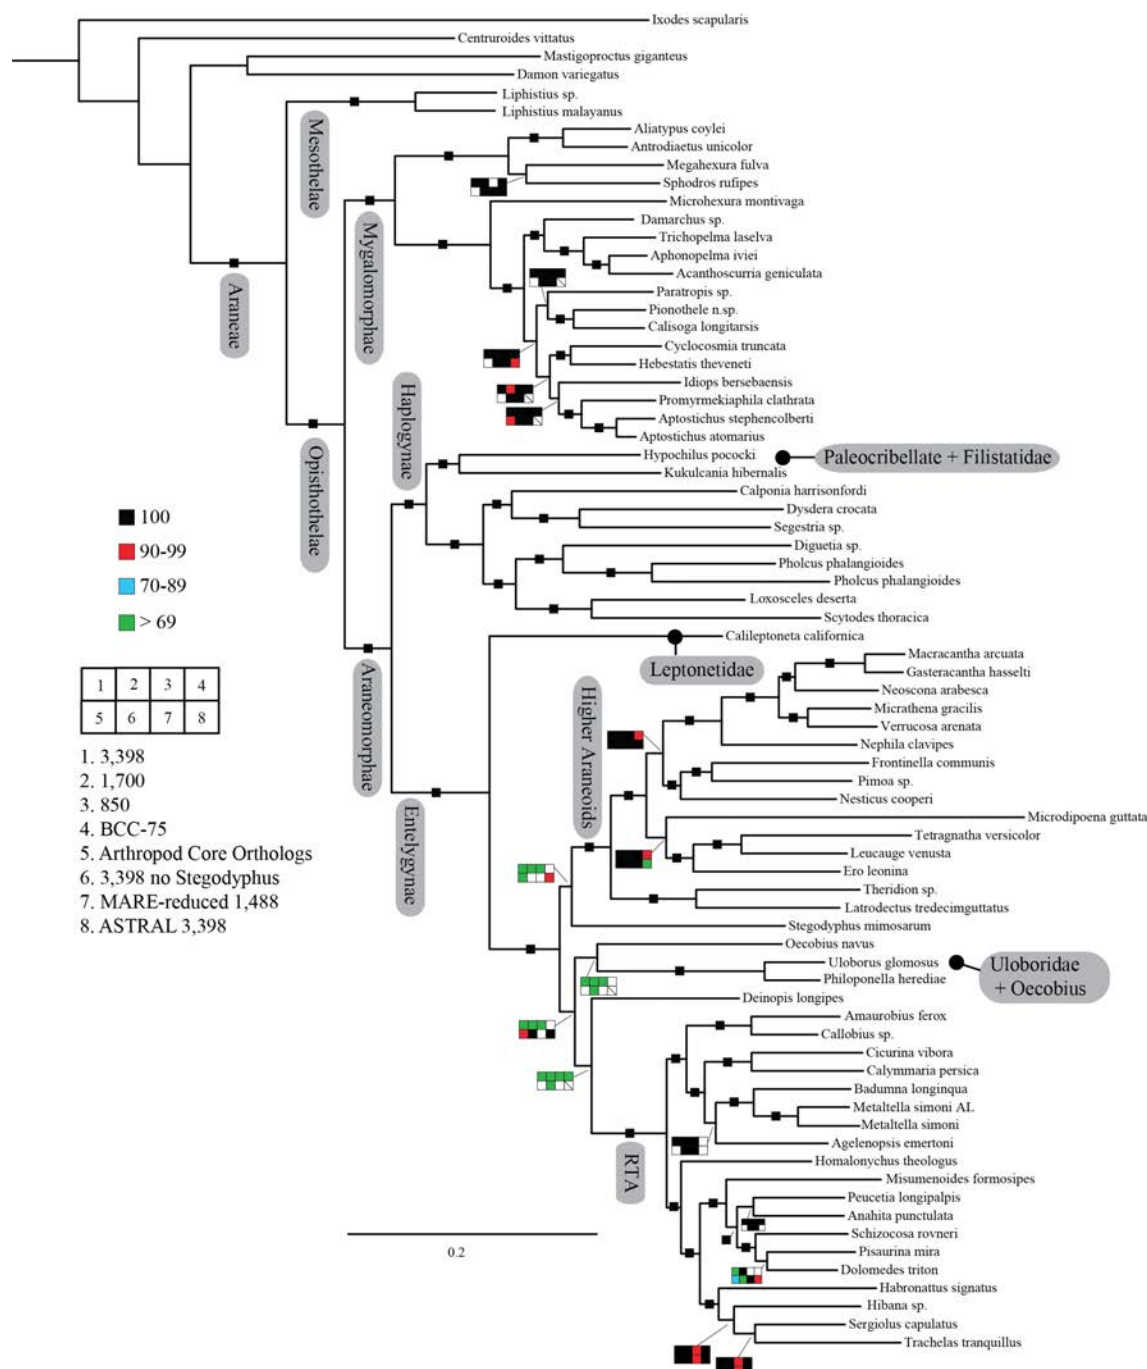 Ixodes scapularis
Centruroides vittatus
Mastigoproctus giganteus
Damon variegatus
Liphistius sp.
Liphistius malayanus
Aliatypus coylei
Antrodiaetus unicolor
Megahexura fulva
Sphodros rufipes
Microhexura montivaga
Damarchus sp.
Trichopelma laselva
Aphonopelma iviei
Acanthoscurria geniculata
Paratropis sp.
Pionothele n.sp.
Calisoga longitarsis
Cyclocosmia truncata
Hebestatis theveneti
Idiops bersebaensis
Promyrmekiaphila clathrata
Aptostichus stephencolberti
Aptostichus atomarius
Hypochilus pococki
Kukulcania hibernalis
Calponia harrisonfordi
Dysdera crocata
Segestria sp.
Diguetia sp.
Pholcus phalangioides
Pholcus phalangioides
Loxosceles deserta
Scytodes thoracica
Calileptoneta californica
Macracantha arcuata
Gasteracantha hasselti
Neoscona arabesca
Micrathena gracilis
Verrucosa arenata
Nephila clavipes
Frontinella communis
Pimoa sp.
Nesticus cooperi
Microdipoena guttata
Tetragnatha versicolor
Leucauge venusta
Ero leonina
Theridion sp.
Latrodectus tredecimguttatus
Stegodyphus mimosarum
Oecobius navus
Uloborus glomosus
Philoponella herediae
Deinopis longipes
Amaurobius ferox
Callobius sp.
Cicurina vibora
Calymmaria persica
Badumna longinqua
Metaltella simoni AL
Metaltella simoni
Agelenopsis emertoni
Homalonychus theologus
Misumenoides formosipes
Peucetia longipalpis
Anahita punctulata
Schizocosa rovneri
Pisaurina mira
Dolomedes triton
Habronattus signatus
Hibana sp.
Sergiolus capulatus
Trachelas tranquillus
Araneae
Mesothelae
Opisthothelae
Mygalomorphae
Araneomorphae
Haplogynae
Entelygynae
Higher Araneoids
RTA
Paleocribellate + Filistatidae
Leptonetidae
Uloboridae
+ Oecobius
100
90-99
70-89
> 69
1 2 3 4
5 6 7 8
1. 3,398
2. 1,700
3. 850
4. BCC-75
5. Arthropod Core Orthologs
6. 3,398 no Stegodyphus
7. MARE-reduced 1,488
8. ASTRAL 3,398
0.2